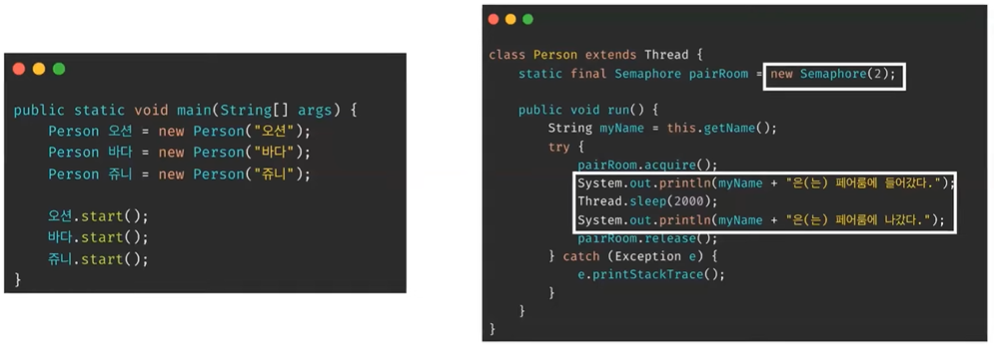 public static void main(String[] args) {
    Person 오션 = new Person("오션");
    Person 바다 = new Person("바다");
    Person 쥬니 = new Person("쥬니");

    오션.start();
    바다.start();
    쥬니.start();
}
class Person extends Thread {
    static final Semaphore pairRoom = new Semaphore(2);

    public void run() {
        String myName = this.getName();
        try {
            pairRoom.acquire();
            System.out.println(myName + "은(는) 페어룸에 들어갔다.");
            Thread.sleep(2000);
            System.out.println(myName + "은(는) 페어룸에 나갔다.");
            pairRoom.release();
        } catch (Exception e) {
            e.printStackTrace();
        }
    }
}